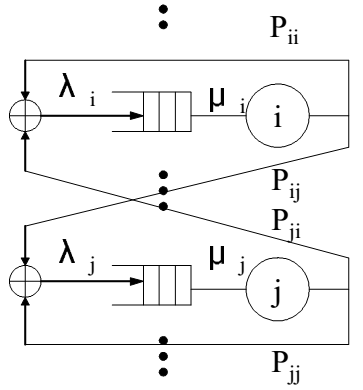 P_ii
λ_i μ_i i
P_ij
P_ji
λ_j μ_j j
P_jj